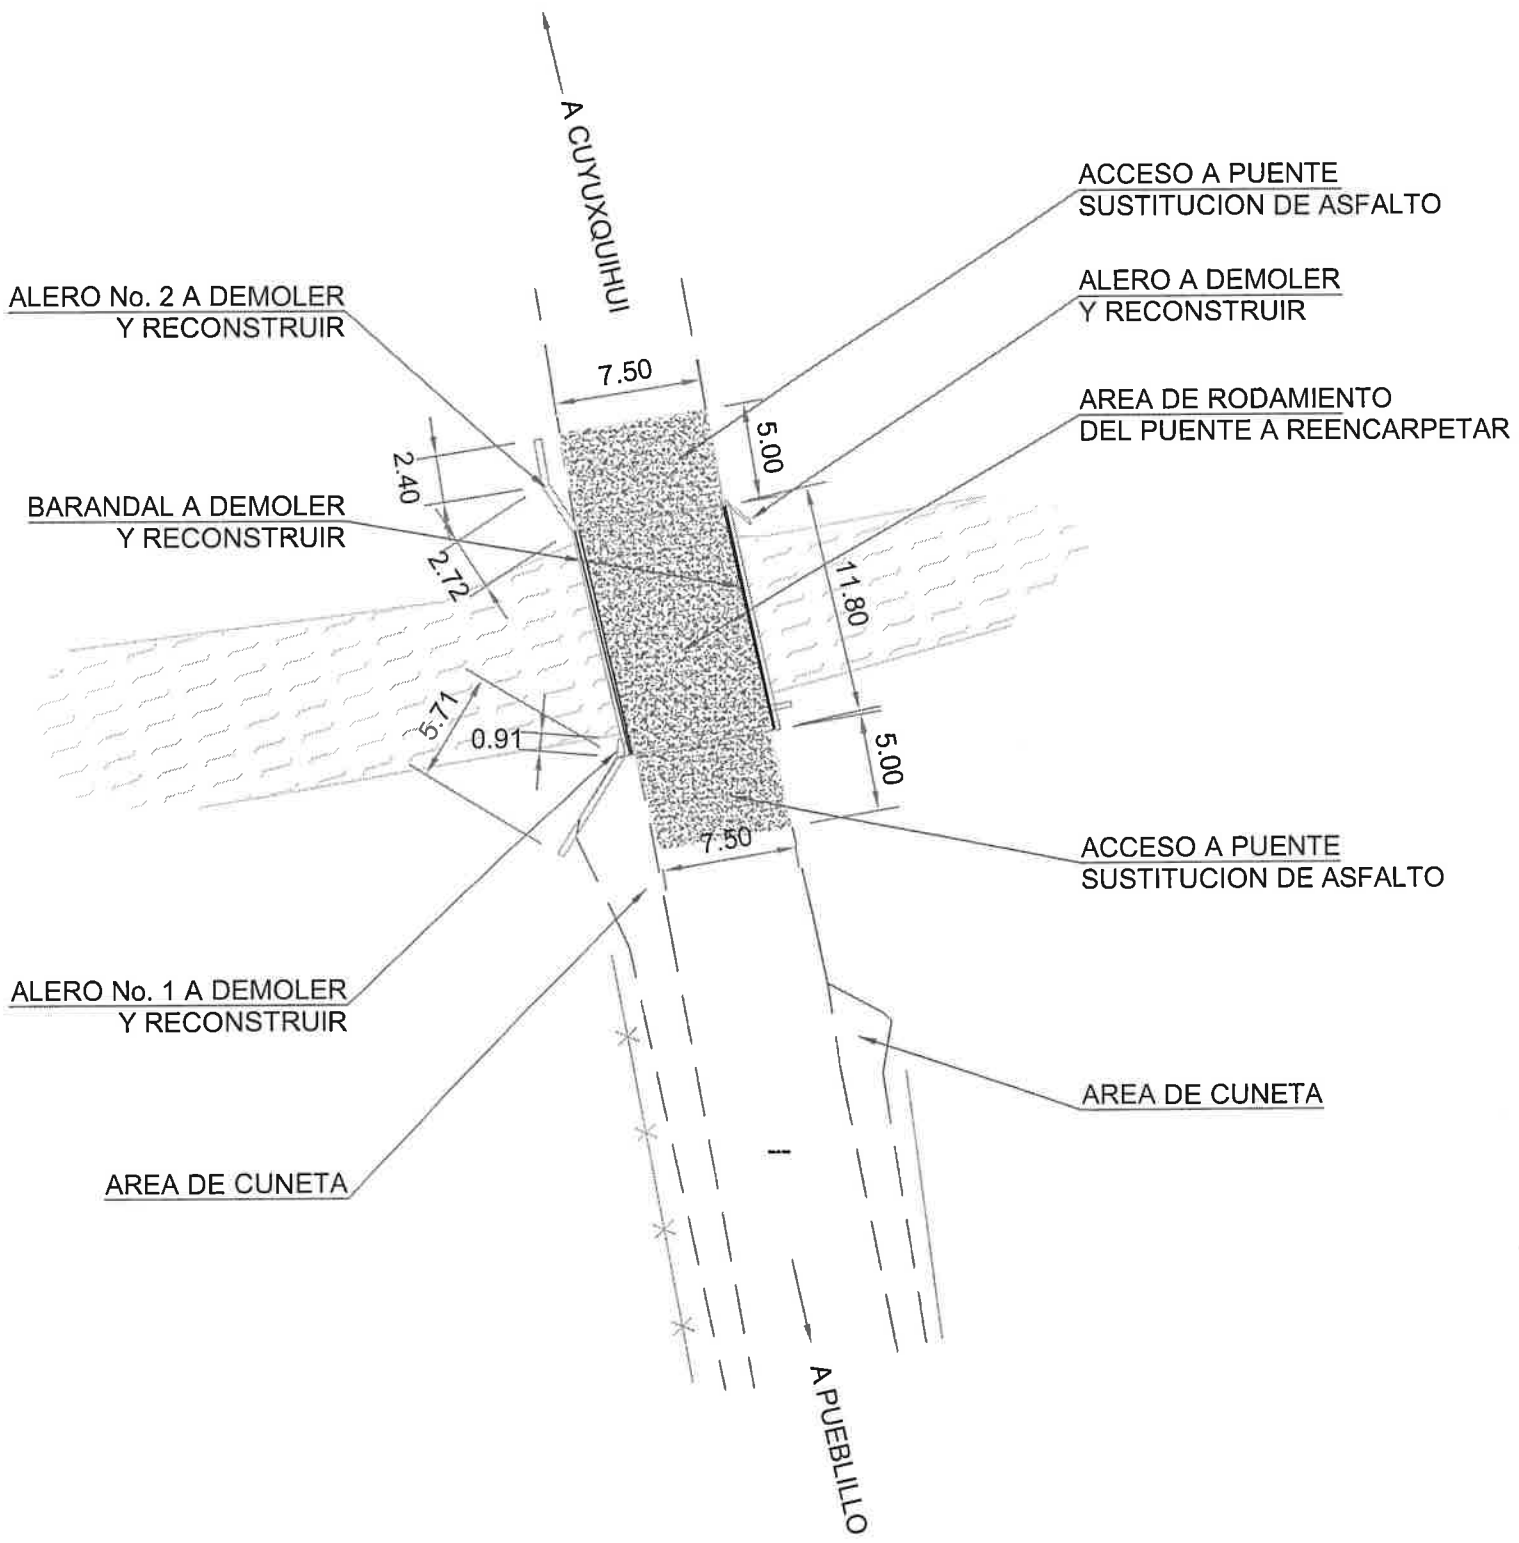 A CUYUXQUIHUI
ACCESO A PUENTE
SUSTITUCION DE ASFALTO
ALERO A DEMOLER
Y RECONSTRUIR
ALERO No. 2 A DEMOLER
Y RECONSTRUIR
7.50
AREA DE RODAMIENTO
DEL PUENTE A REENCARPETAR
5.00
2.40
BARANDAL A DEMOLER
Y RECONSTRUIR
2.72
11.80
5.71
0.91
5.00
7.50
ACCESO A PUENTE
SUSTITUCION DE ASFALTO
ALERO No. 1 A DEMOLER
Y RECONSTRUIR
AREA DE CUNETA
AREA DE CUNETA
A PUEBLILLO